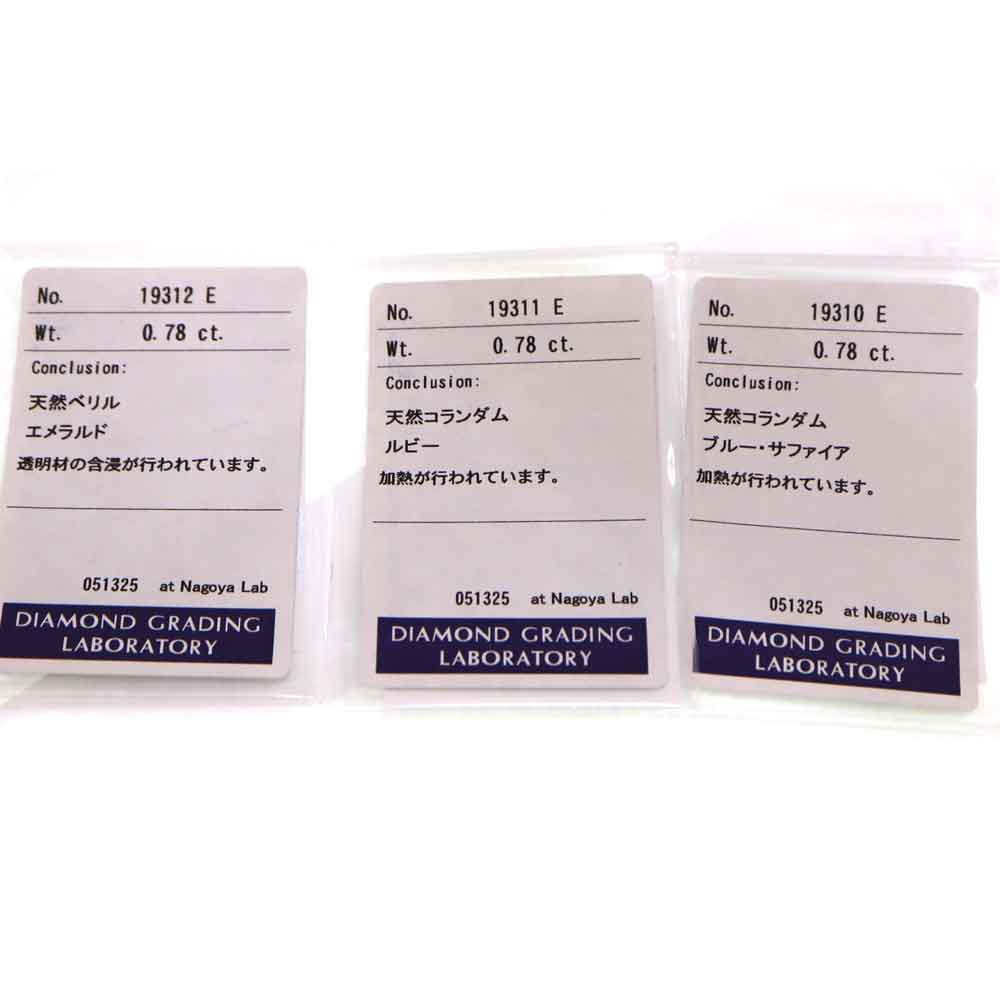 No. 19312 E
Wt. 0.78 ct.
Conclusion:
天然ベリル
エメラルド
透明材の含浸が行われています。
051325 at Nagoya Lab
DIAMOND GRADING
LABORATORY
No. 19311 E
Wt. 0.78 ct.
Conclusion:
天然コランダム
ルビー
加熱が行われています。
051325 at Nagoya Lab
DIAMOND GRADING
LABORATORY
No. 19310 E
Wt. 0.78 ct.
Conclusion:
天然コランダム
ブルー・サファイア
加熱が行われています。
051325 at Nagoya Lab
DIAMOND GRADING
LABORATORY